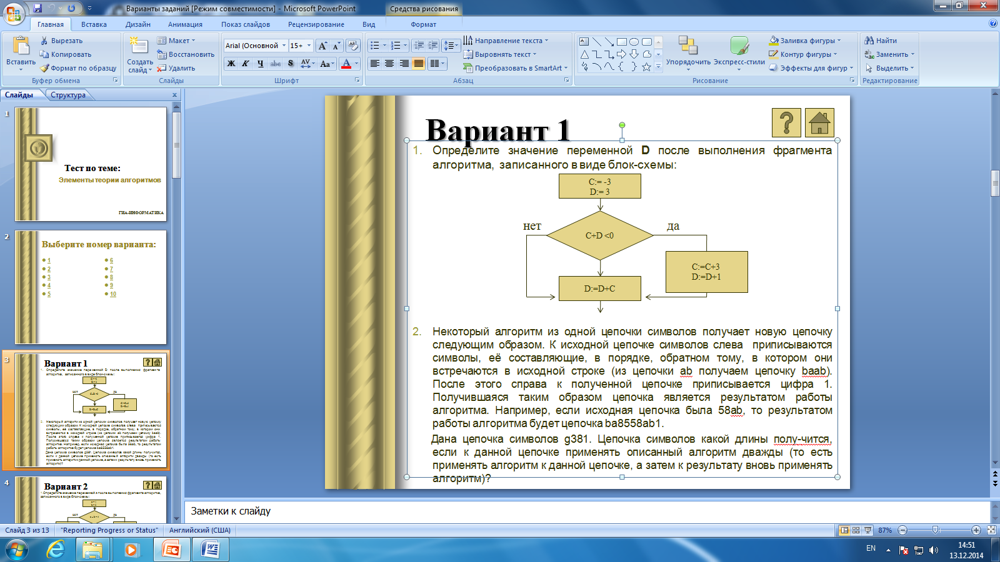 Варианты заданий [Режим совместимости] - Microsoft PowerPoint
Средства рисования
Главная
Вставка
Дизайн
Анимация
Показ слайдов
Рецензирование
Вид
Формат
Вставить
Вырезать
Копировать
Формат по образцу
Буфер обмена
Создать слайд
Макет
Восстановить
Удалить
Слайды
Arial (Основной
15+
Ж К Ч abc S AV Aa А
Шрифт
Направление текста
Выровнять текст
Преобразовать в SmartArt
Абзац
Упорядочить
Экспресс-стили
Заливка фигуры
Контур фигуры
Эффекты для фигур
Рисование
Найти
Заменить
Выделить
Редактирование
Слайды
Структура
1
Тест по теме:
Элементы теории алгоритмов
ГИА-ИНФОРМАТИКА
2
Выберите номер варианта:
1
2
3
4
5
6
7
8
9
10
3
Вариант 1
4
Вариант 2
Вариант 1
1. Определите значение переменной D после выполнения фрагмента
алгоритма, записанного в виде блок-схемы:
C:= -3
D:= 3
нет
да
C+D <0
C:=C+3
D:=D+1
D:=D+C
2. Некоторый алгоритм из одной цепочки символов получает новую цепочку
следующим образом. К исходной цепочке символов слева приписываются
символы, её составляющие, в порядке, обратном тому, в котором они
встречаются в исходной строке (из цепочки ab получаем цепочку baab).
После этого справа к полученной цепочке приписывается цифра 1.
Получившаяся таким образом цепочка является результатом работы
алгоритма. Например, если исходная цепочка была 58ab, то результатом
работы алгоритма будет цепочка ba8558ab1.
Дана цепочка символов g381. Цепочка символов какой длины полу-чится,
если к данной цепочке применять описанный алгоритм дважды (то есть
применять алгоритм к данной цепочке, а затем к результату вновь применять
алгоритм)?
Заметки к слайду
Слайд 3 из 13
"Reporting Progress or Status"
Английский (США)
87%
EN
14:51
13.12.2014